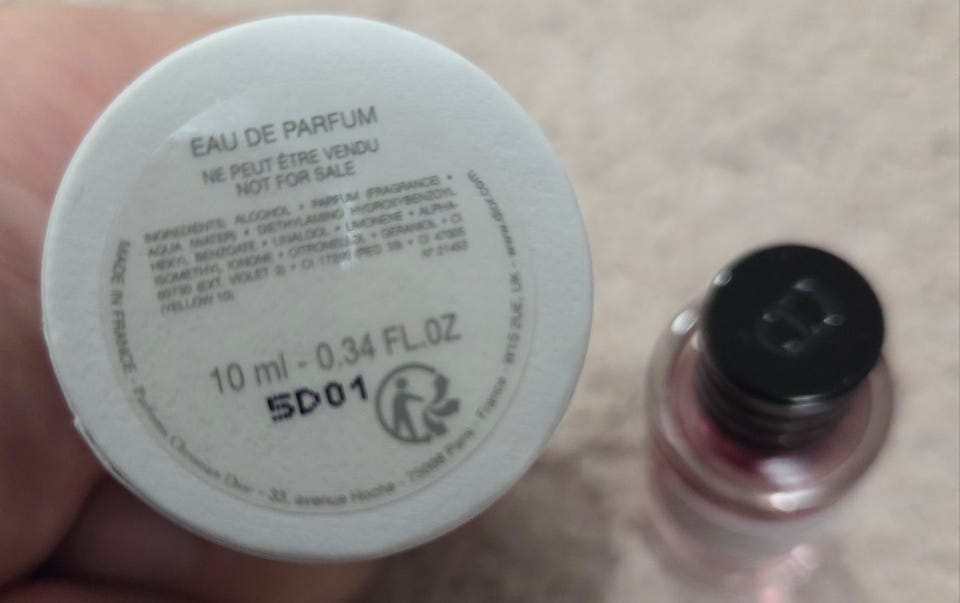 EAU DE PARFUM
NE PEUT ÊTRE VENDU
NOT FOR SALE
INGREDIENTS: ALCOHOL • PARFUM (FRAGRANCE) •
AQUA (WATER) • DIETHYLAMINO HYDROXYBENZOYL
HEXYL BENZOATE • LINALOOL • LIMONENE • ALPHA-
ISOMETHYL IONONE • CITRONELLOL • GERANIOL • CI
60730 (EXT. VIOLET 2) • CI 17200 (RED 33) • CI 47005
(YELLOW 10).
10 ml - 0.34 FL.OZ
5D01
MADE IN FRANCE - Parfums Christian Dior - 33, avenue Hoche - 75008 Paris - France - W1S 2UE, UK - www.dior.com